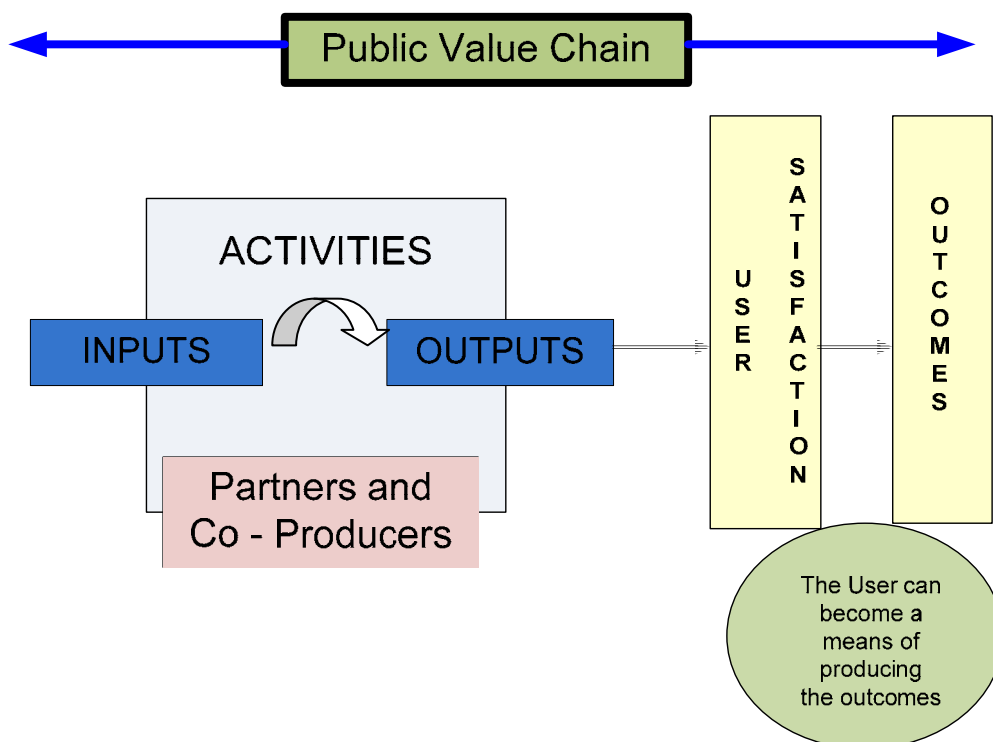 Public Value Chain
ACTIVITIES
INPUTS
OUTPUTS
Partners and
Co - Producers
USER
SATISFACTION
OUTCOMES
The User can
become a
means of
producing
the outcomes